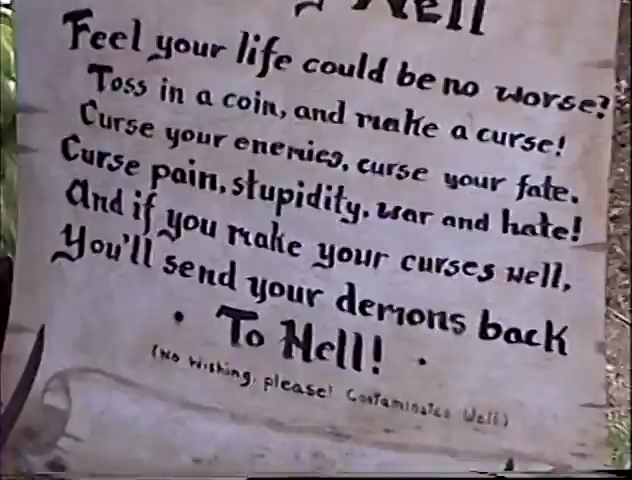 Feel your life could be no worse?
Toss in a coin, and make a curse!
Curse your enemies, curse your fate.
Curse pain, stupidity, war and hate!
And if you make your curses well,
You'll send your demons back
• To Hell! •
(No wishing, please! Contaminates Well)